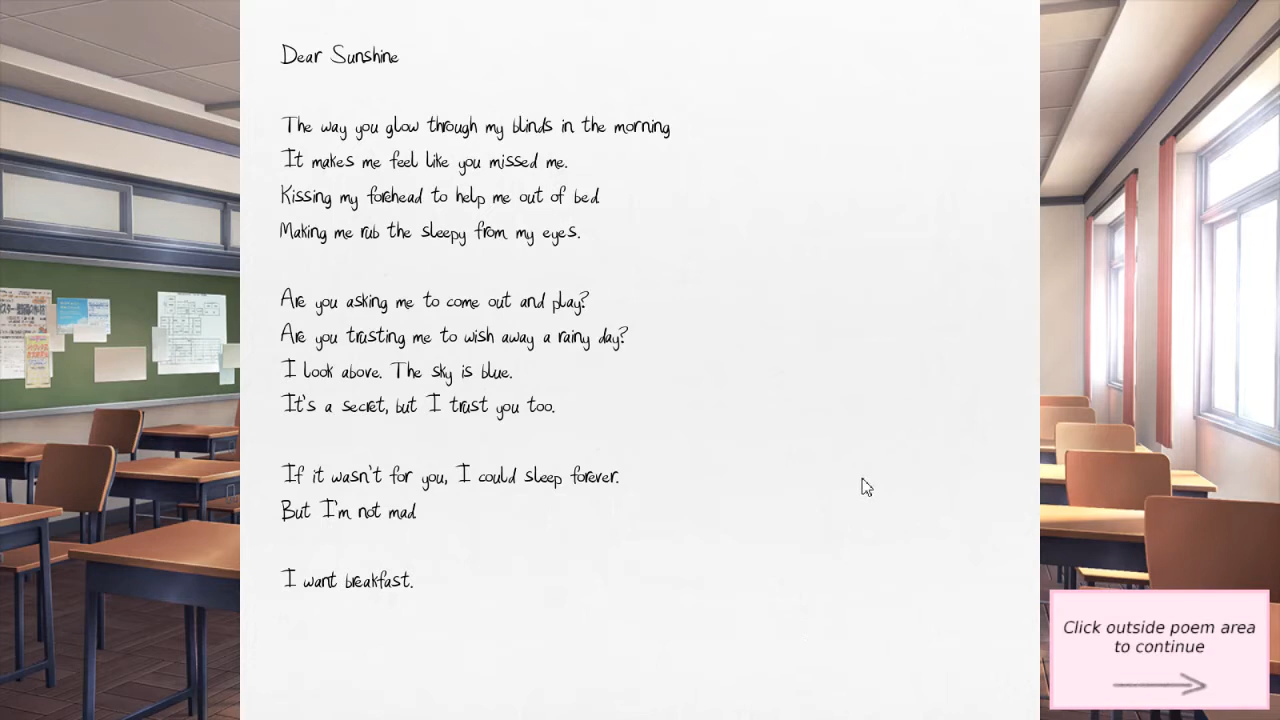 Dear Sunshine
The way you glow through my blinds in the morning
It makes me feel like you missed me.
Kissing my forehead to help me out of bed
Making me rub the sleepy from my eyes.
Are you asking me to come out and play?
Are you trusting me to wish away a rainy day?
I look above. The sky is blue.
It's a secret, but I trust you too.
If it wasn't for you, I could sleep forever.
But I'm not mad
I want breakfast.
Click outside poem area
to continue